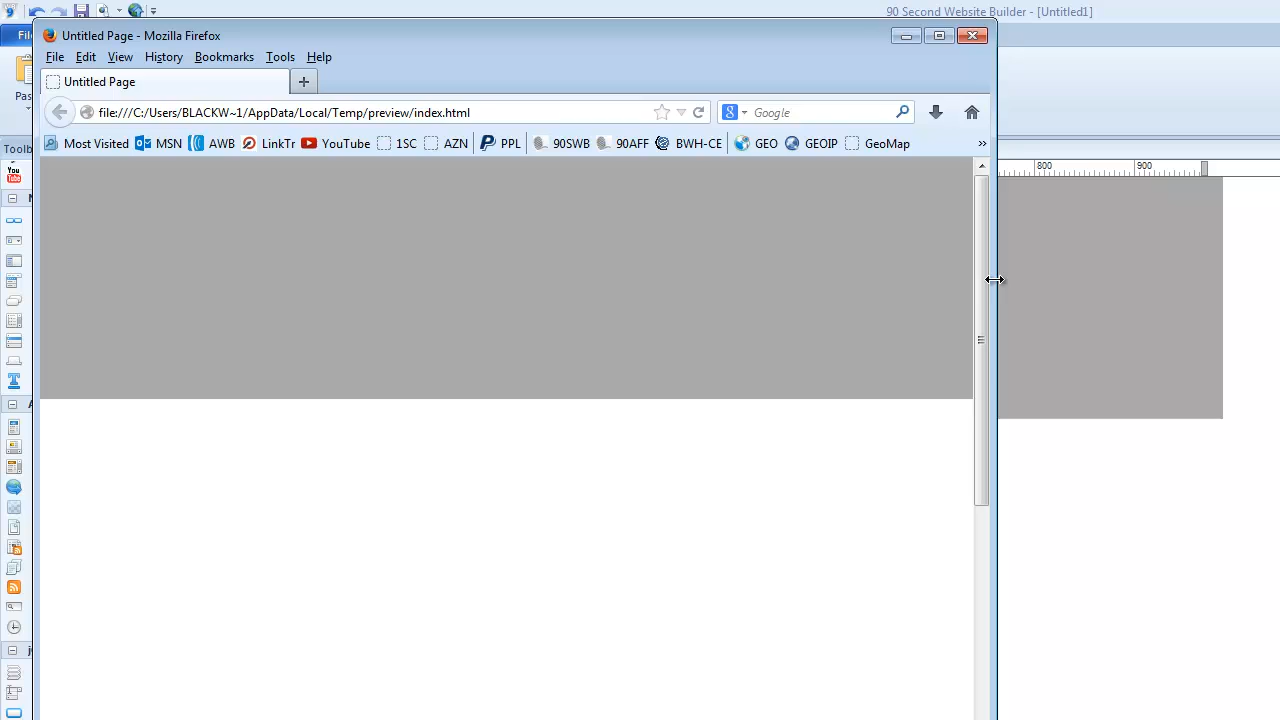 90 Second Website Builder - [Untitled1]
Untitled Page - Mozilla Firefox
File Edit View History Bookmarks Tools Help
Untitled Page
file:///C:/Users/BLACKW~1/AppData/Local/Temp/preview/index.html
Google
Most Visited MSN AWB LinkTr YouTube 1SC AZN PPL 90SWB 90AFF BWH-CE GEO GEOIP GeoMap »
Fil
Pas
Toolb
800 900
You